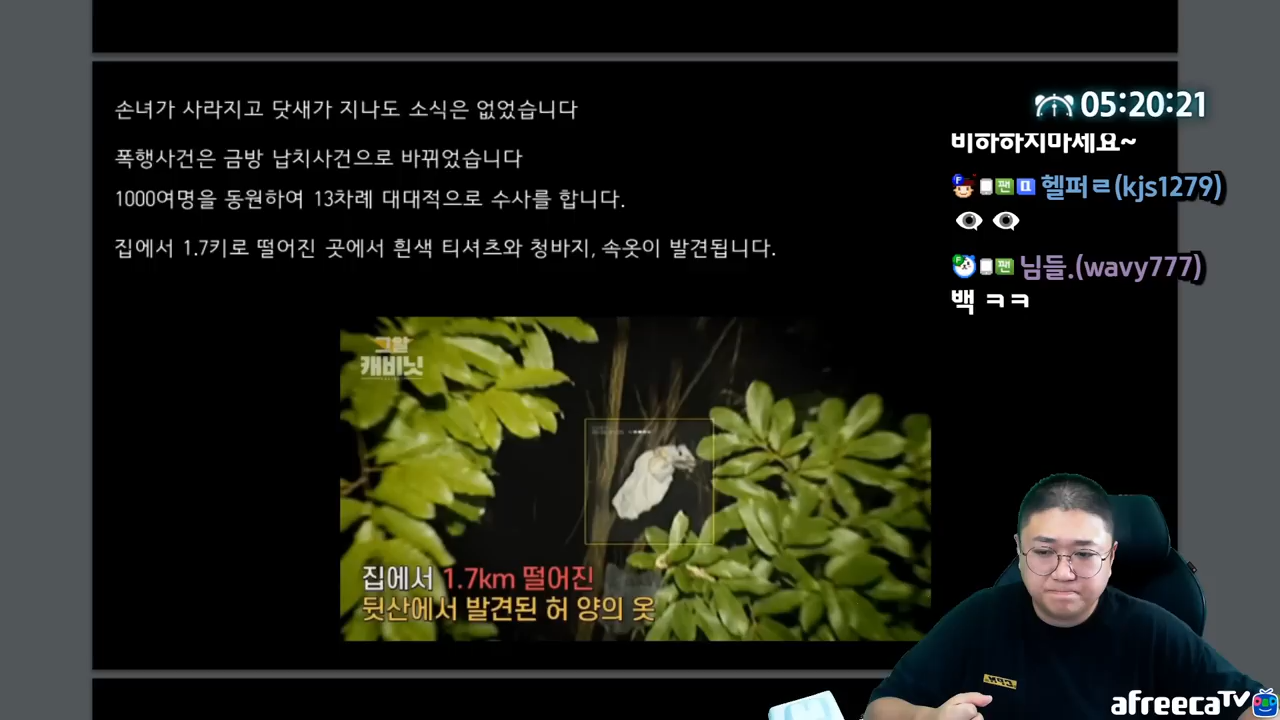 손녀가 사라지고 닷새가 지나도 소식은 없었습니다
폭행사건은 금방 납치사건으로 바뀌었습니다
1000여명을 동원하여 13차례 대대적으로 수사를 합니다.
집에서 1.7키로 떨어진 곳에서 흰색 티셔츠와 청바지, 속옷이 발견됩니다.
05:20:21
비하하지마세요~
헬퍼ㄹ(kjs1279)
님들.(wavy777)
백 ㅋㅋ
그알
캐비닛
집에서 1.7km 떨어진
뒷산에서 발견된 허 양의 옷
afreecaTV